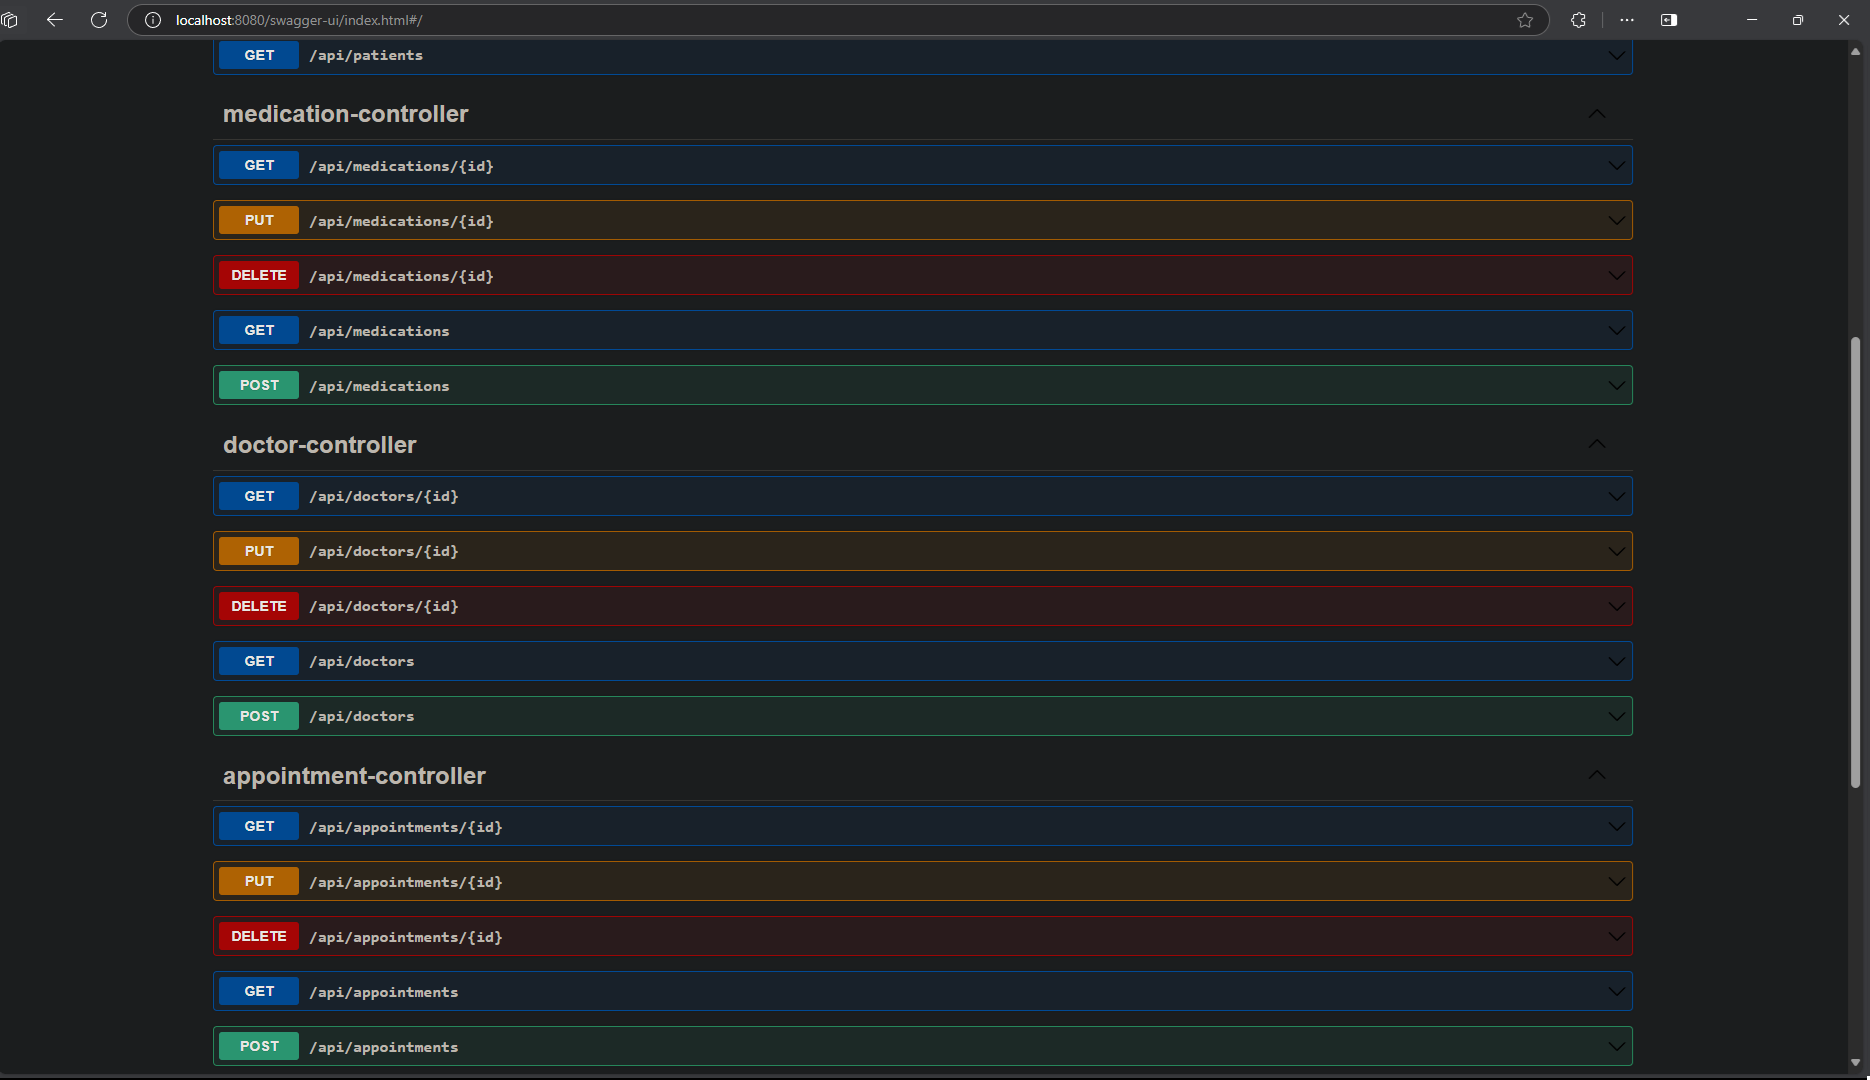 localhost:8080/swagger-ui/index.html#/
GET /api/patients
medication-controller
GET /api/medications/{id}
PUT /api/medications/{id}
DELETE /api/medications/{id}
GET /api/medications
POST /api/medications
doctor-controller
GET /api/doctors/{id}
PUT /api/doctors/{id}
DELETE /api/doctors/{id}
GET /api/doctors
POST /api/doctors
appointment-controller
GET /api/appointments/{id}
PUT /api/appointments/{id}
DELETE /api/appointments/{id}
GET /api/appointments
POST /api/appointments